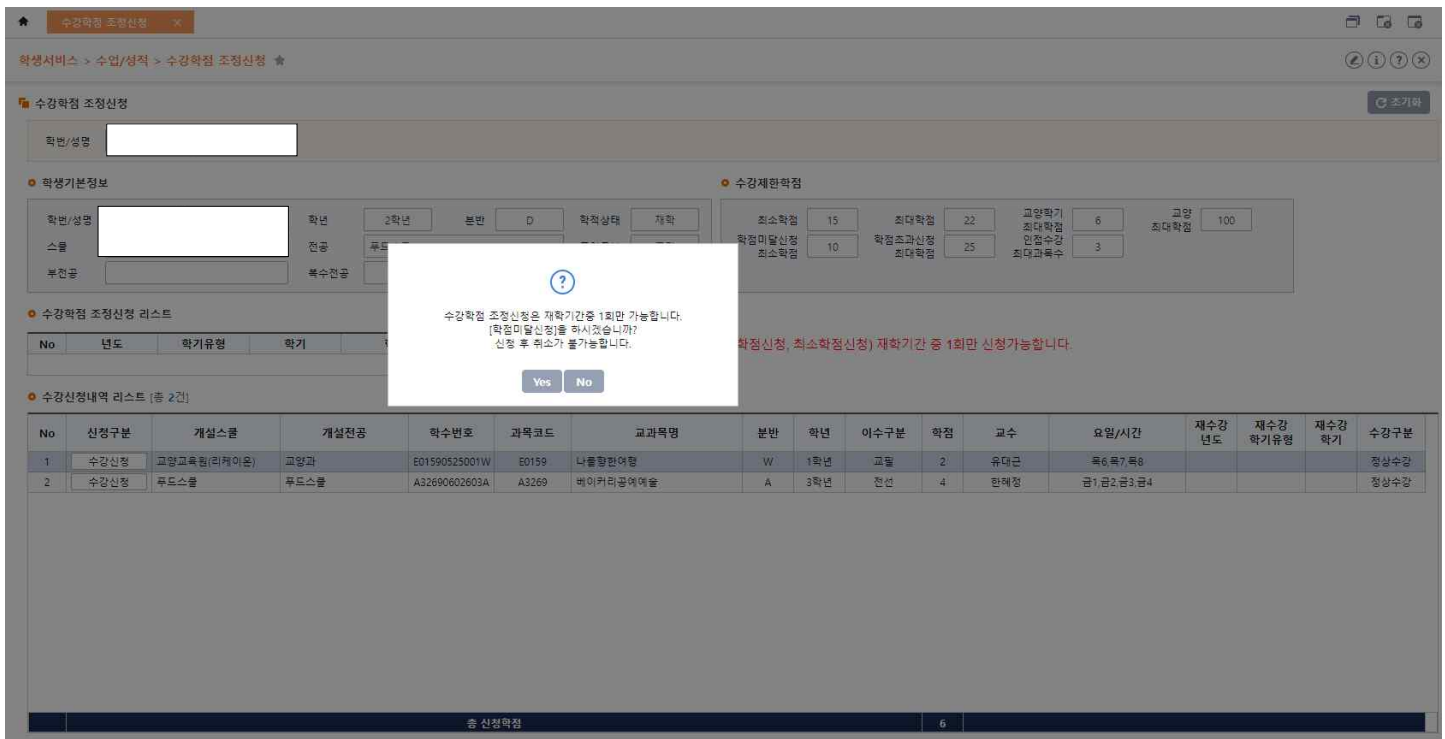 수강학점 조정신청 ×
학생서비스 > 수업/성적 > 수강학점 조정신청 ★
수강학점 조정신청
초기화
학번/성명
학생기본정보
학번/성명 학년 2학년 분반 D 학적상태 재학
스쿨 전공
부전공 복수전공
수강제한학점
최소학점 15 최대학점 22 교양학기 최대학점 6 교양 최대학점 100
학점미달신청 최소학점 10 학점초과신청 최대학점 25 인접수강 최대과목수 3
수강학점 조정신청 리스트
No 년도 학기유형 학기
학점신청, 최소학점신청) 재학기간 중 1회만 신청가능합니다.
수강학점 조정신청은 재학기간중 1회만 가능합니다.
[학점미달신청]을 하시겠습니까?
신청 후 취소가 불가능합니다.
Yes No
수강신청내역 리스트 [총 2건]
No 신청구분 개설스쿨 개설전공 학수번호 과목코드 교과목명 분반 학년 이수구분 학점 교수 요일/시간 재수강 년도 재수강 학기유형 재수강 학기 수강구분
1 수강신청 교양교육원(리케이온) 교양과 E01590525001W E0159 나를향한여행 W 1학년 교필 2 유대근 목6,목7,목8 정상수강
2 수강신청 푸드스쿨 푸드스쿨 A32690602603A A3269 베이커리공예예술 A 3학년 전선 4 한혜정 금1,금2,금3,금4 정상수강
총 신청학점 6